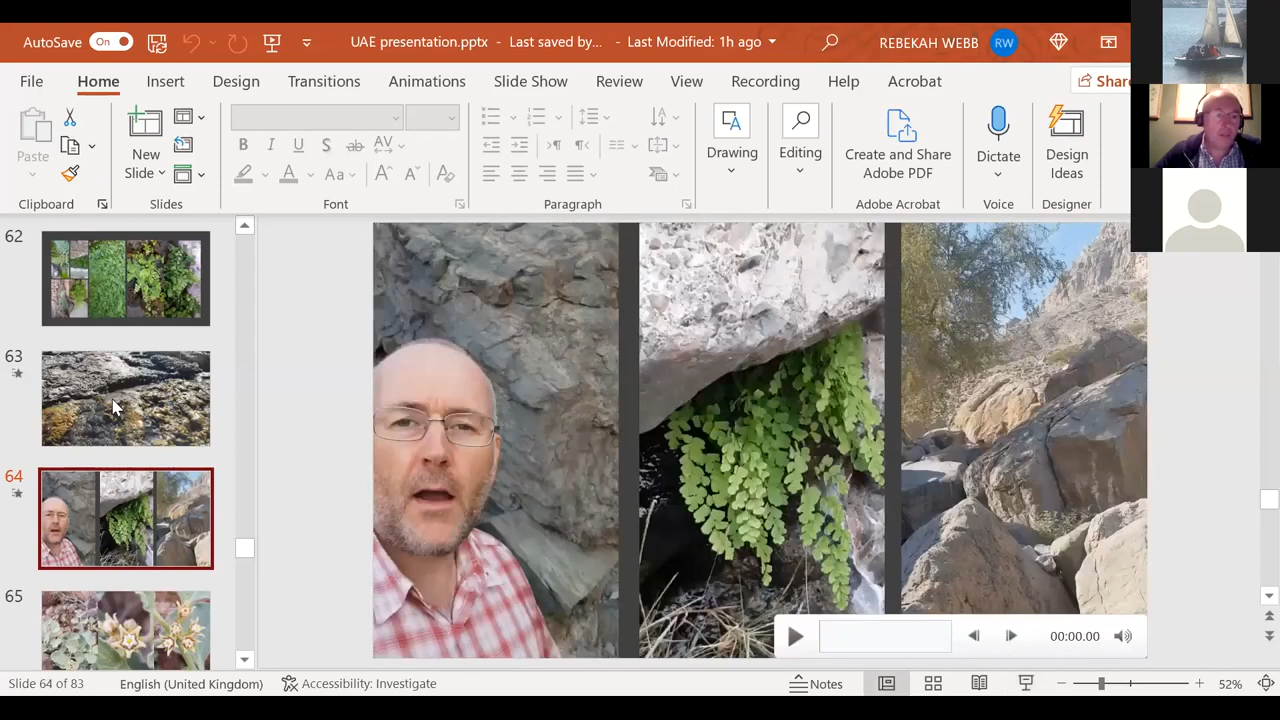 AutoSave On UAE presentation.pptx - Last saved by... - Last Modified: 1h ago REBEKAH WEBB RW
File Home Insert Design Transitions Animations Slide Show Review View Recording Help Acrobat Share
Paste
New Slide
B I U S ab AV
A Aa A A A
Drawing
Editing
Create and Share Adobe PDF
Dictate
Design Ideas
Clipboard Slides Font Paragraph Adobe Acrobat Voice Designer
62
63
64
65
00:00.00
Slide 64 of 83 English (United Kingdom) Accessibility: Investigate Notes 52%